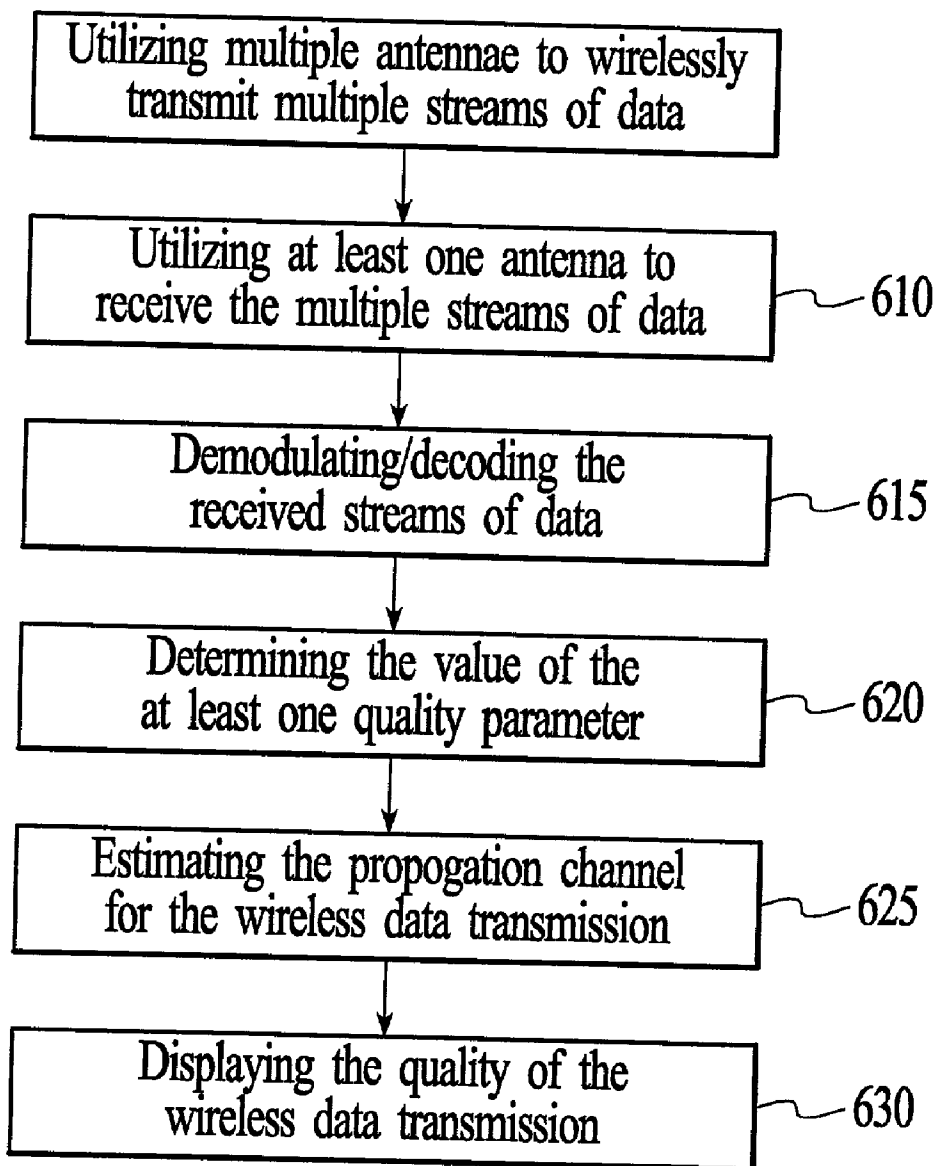 Utilizing multiple antennae to wirelessly
transmit multiple streams of data
Utilizing at least one antenna to
receive the multiple streams of data
610
Demodulating/decoding the
received streams of data
615
Determining the value of the
at least one quality parameter
620
Estimating the propogation channel
for the wireless data transmission
625
Displaying the quality of the
wireless data transmission
630